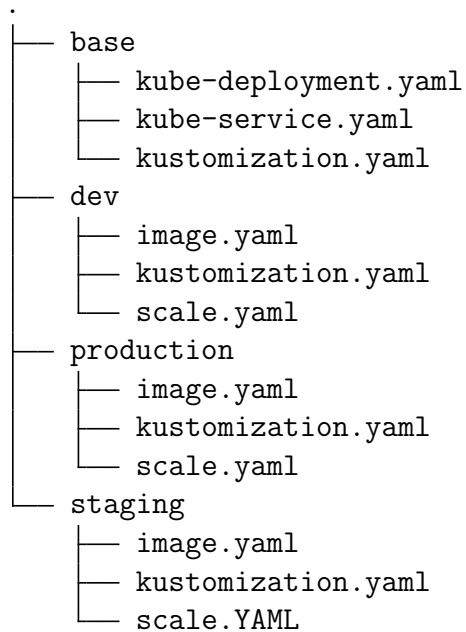 .
├── base
│   ├── kube-deployment.yaml
│   ├── kube-service.yaml
│   └── kustomization.yaml
├── dev
│   ├── image.yaml
│   ├── kustomization.yaml
│   └── scale.yaml
├── production
│   ├── image.yaml
│   ├── kustomization.yaml
│   └── scale.yaml
└── staging
    ├── image.yaml
    ├── kustomization.yaml
    └── scale.YAML